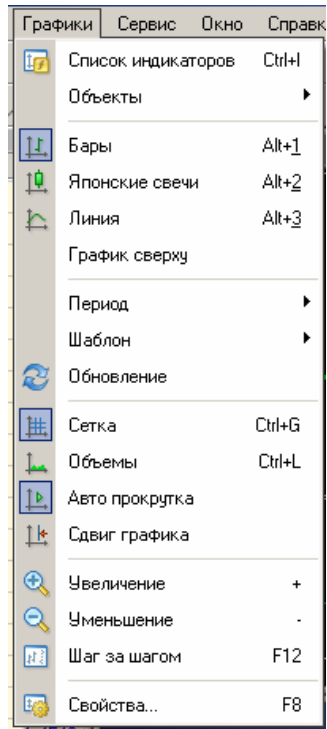 Графики Сервис Окно Справк
Список индикаторов Ctrl+I
Объекты
Бары Alt+1
Японские свечи Alt+2
Линия Alt+3
График сверху
Период
Шаблон
Обновление
Сетка Ctrl+G
Объемы Ctrl+L
Авто прокрутка
Сдвиг графика
Увеличение +
Уменьшение -
Шаг за шагом F12
Свойства... F8